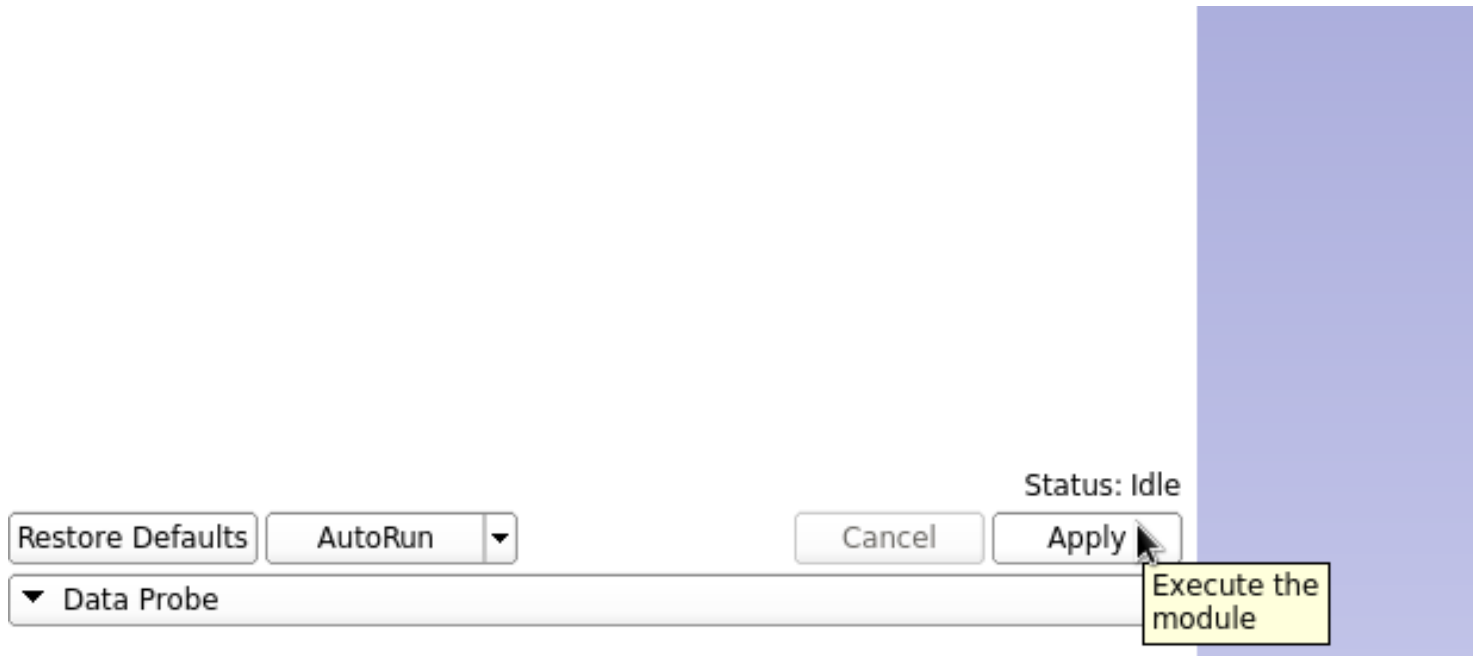 Status: Idle
Restore Defaults AutoRun Cancel Apply
Data Probe
Execute the
module